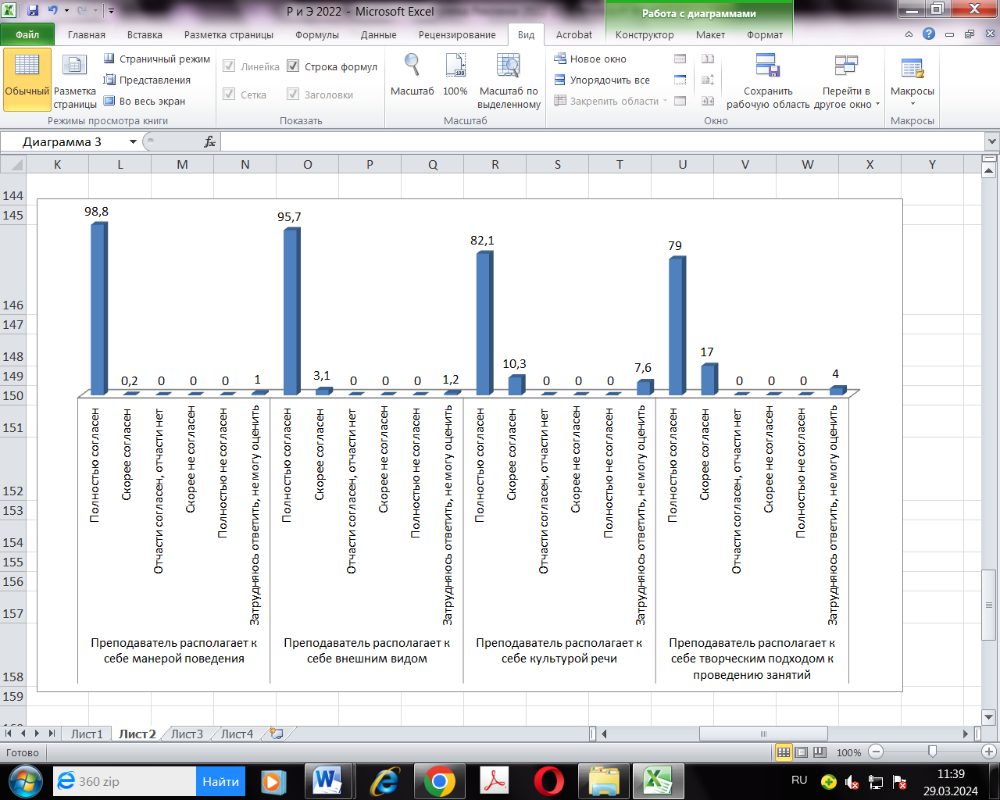 Р и Э 2022 - Microsoft Excel
Работа с диаграммами
Файл Главная Вставка Разметка страницы Формулы Данные Рецензирование Вид Acrobat Конструктор Макет Формат
Обычный
Разметка страницы
Страничный режим
Представления
Во весь экран
Режимы просмотра книги
Линейка
Строка формул
Сетка
Заголовки
Показать
Масштаб
100
100%
Масштаб по выделенному
Масштаб
Новое окно
Упорядочить все
Закрепить области
Сохранить рабочую область
Перейти в другое окно
Окно
Макросы
Макросы
Диаграмма 3
fx
K L M N O P Q R S T U V W X Y
144
145
146
147
148
149
150
151
152
153
154
155
156
157
158
159
98,8 0,2 0 0 0 1
95,7 3,1 0 0 0 1,2
82,1 10,3 0 0 0 7,6
79 17 0 0 0 4
Полностью согласен
Скорее согласен
Отчасти согласен, отчасти нет
Скорее не согласен
Полностью не согласен
Затрудняюсь ответить, не могу оценить
Полностью согласен
Скорее согласен
Отчасти согласен, отчасти нет
Скорее не согласен
Полностью не согласен
Затрудняюсь ответить, не могу оценить
Полностью согласен
Скорее согласен
Отчасти согласен, отчасти нет
Скорее не согласен
Полностью не согласен
Затрудняюсь ответить, не могу оценить
Полностью согласен
Скорее согласен
Отчасти согласен, отчасти нет
Скорее не согласен
Полностью не согласен
Затрудняюсь ответить, не могу оценить
Преподаватель располагает к
себе манерой поведения
Преподаватель располагает к
себе внешним видом
Преподаватель располагает к
себе культурой речи
Преподаватель располагает к
себе творческим подходом к
проведению занятий
Лист1 Лист2 Лист3 Лист4
Готово
100%
360 zip
Найти
RU
11:39
29.03.2024